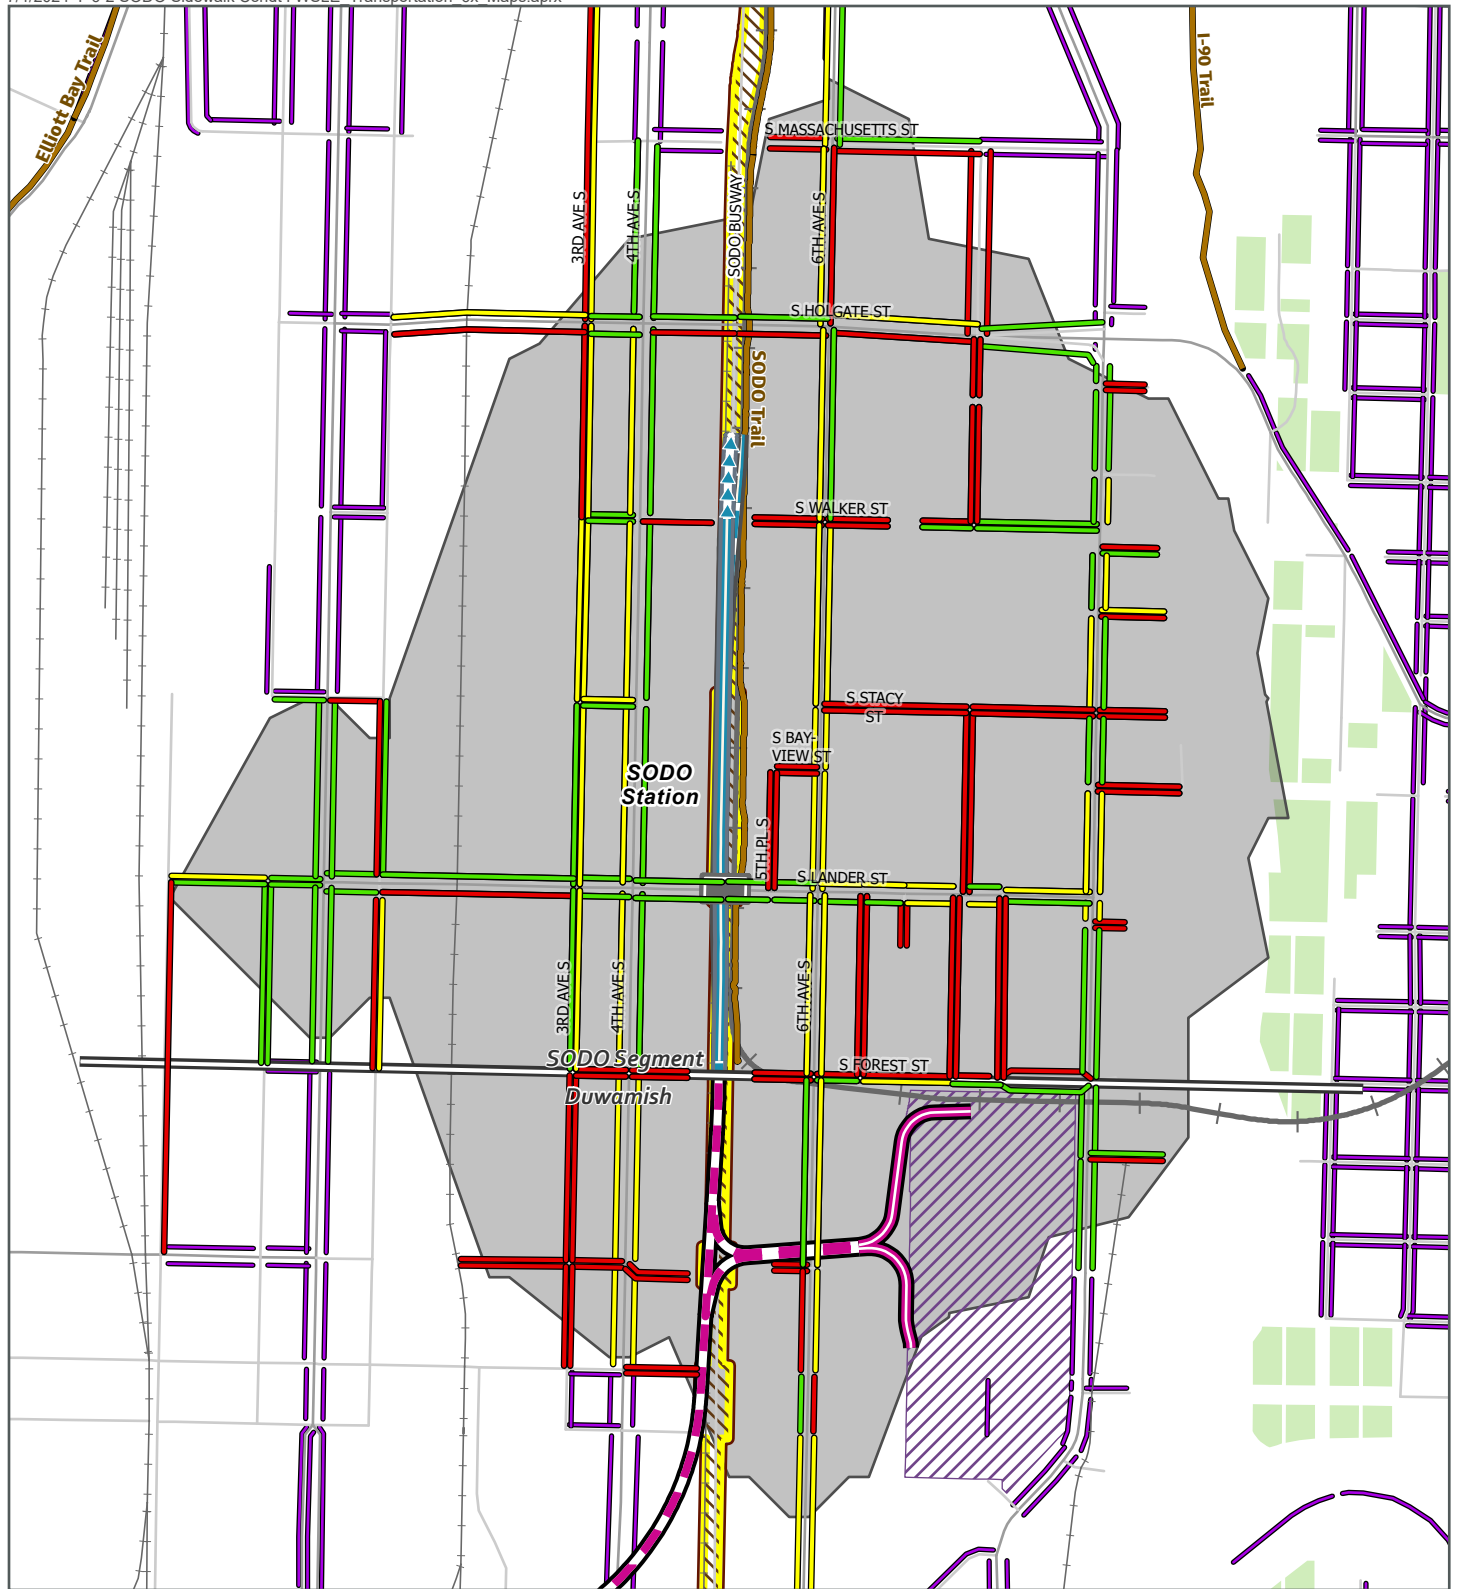 Elliott Bay Trail
I-90 Trail
S MASSACHUSETTS ST
3RD AVE S
4TH AVE S
SODO BUSWAY
6TH AVE S
S HOLGATE ST
SODO Trail
S WALKER ST
S STACY
ST
S BAY-
VIEW ST
SODO
Station
5TH PL S
S LANDER ST
3RD AVE S
4TH AVE S
6TH AVE S
SODO Segment
Duwamish
S FOREST ST